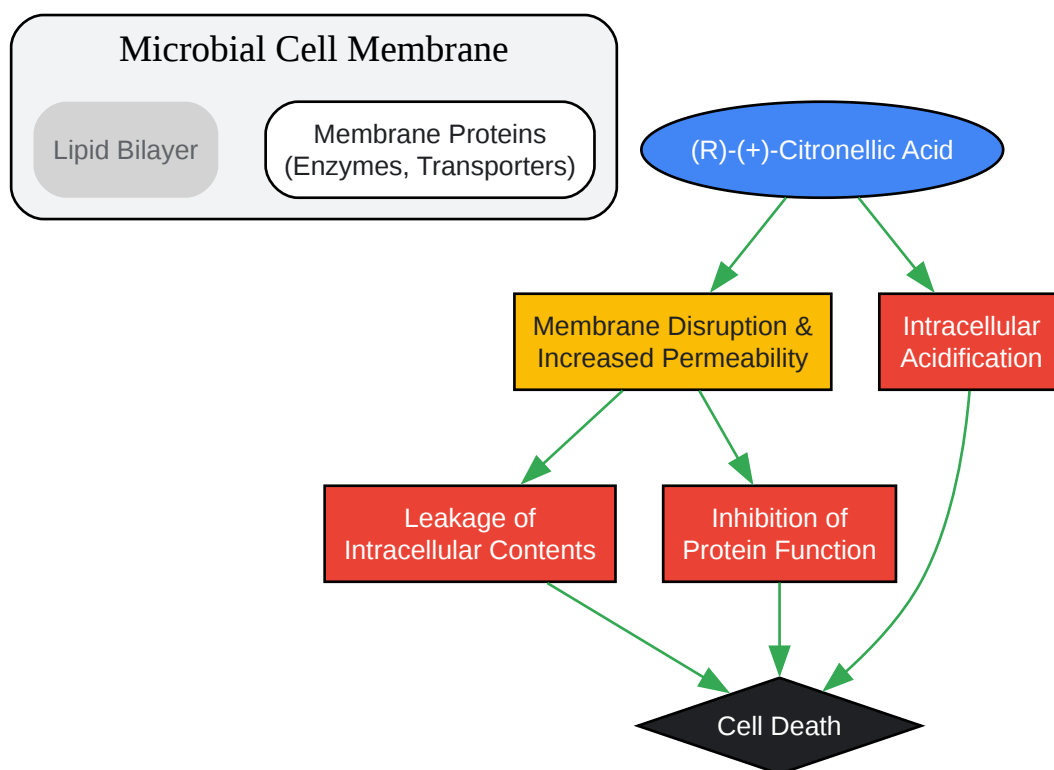 Microbial Cell Membrane
Lipid Bilayer
Membrane Proteins
(Enzymes, Transporters)
(R)-(+)-Citronellic Acid
Membrane Disruption &
Increased Permeability
Intracellular
Acidification
Leakage of
Intracellular Contents
Inhibition of
Protein Function
Cell Death